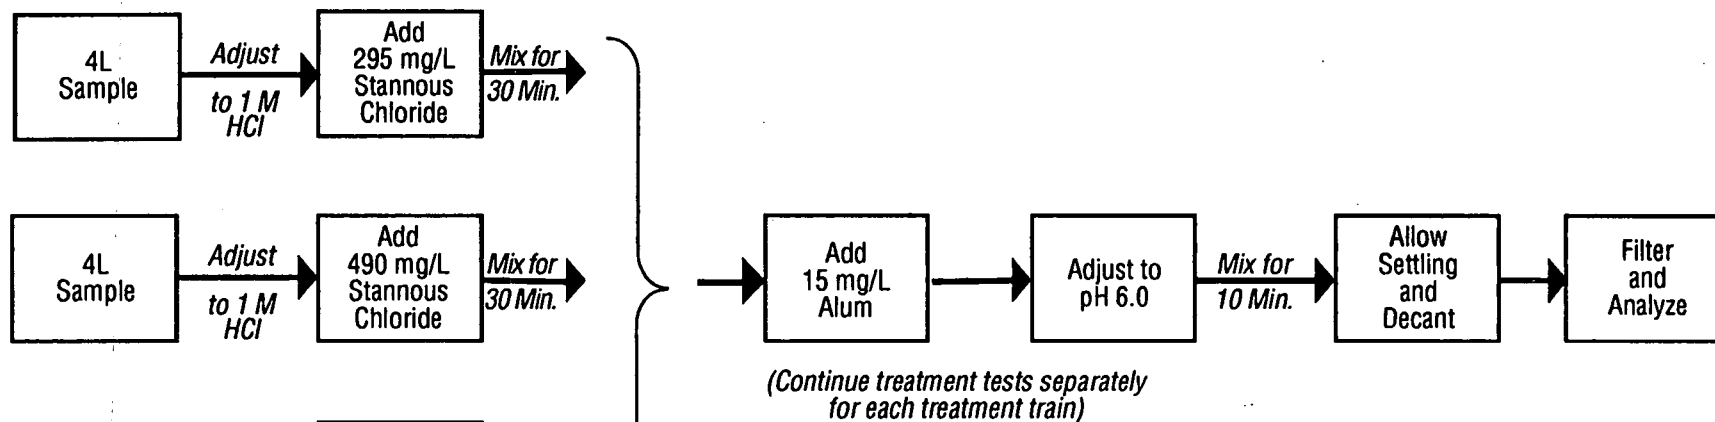 4L
Sample
Adjust
to 1 M
HCl
Add
295 mg/L
Stannous
Chloride
Mix for
30 Min.
4L
Sample
Adjust
to 1 M
HCl
Add
490 mg/L
Stannous
Chloride
Mix for
30 Min.
Add
15 mg/L
Alum
Adjust to
pH 6.0
Mix for
10 Min.
Allow
Settling
and
Decant
Filter
and
Analyze
(Continue treatment tests separately
for each treatment train)